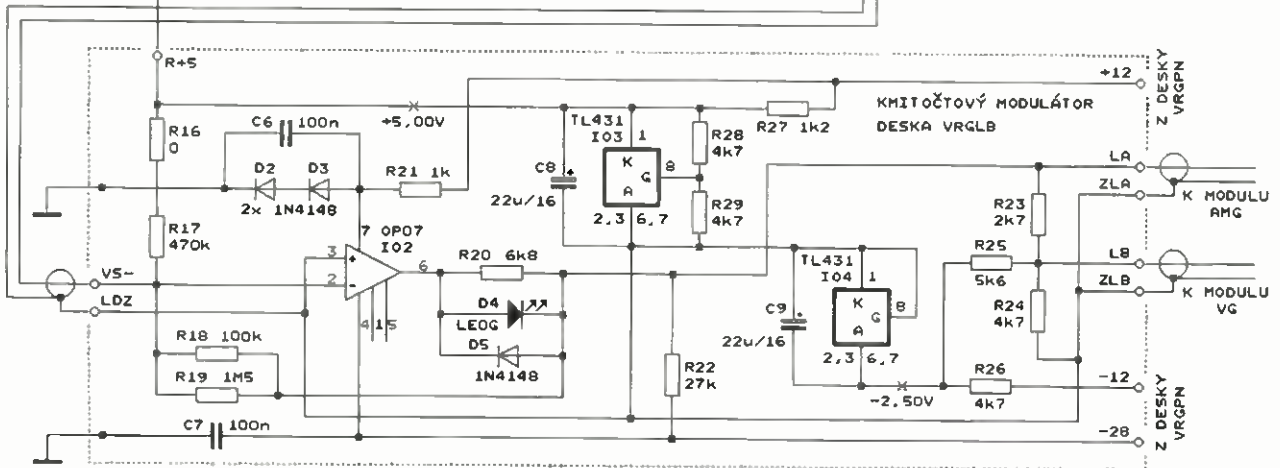 R+5
+12
Z DESKY
VRGPN
KMITOČTOVÝ MODULÁTOR
DESKA VRGLB
C6 100n
+5,00V
TL431
IO3
1
K
G
8
A
2,3 6,7
R27 1k2
R16
0
D2
D3
2x 1N4148
R21 1k
C8
22u/16
R28
4k7
R29
4k7
LA
ZLA
K MODULU
AMG
R23
2k7
R17
470k
7 OP07
IO2
3
+
2
-
6
4
1
5
R20 6k8
D4
LEDG
D5
1N4148
TL431
IO4
1
K
G
8
A
2,3 6,7
C9
22u/16
R25
5k6
LB
ZLB
K MODULU
VG
R24
4k7
VS-
LDZ
R18 100k
R19 1M5
R22
27k
-2.50V
R26
4k7
-12
-28
Z DESKY
VRGPN
C7 100n